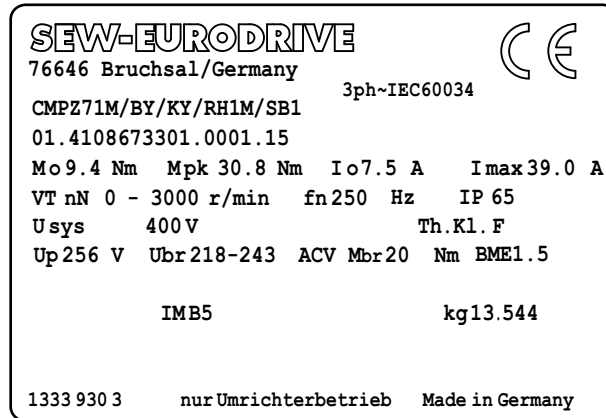 SEW-EURODRIVE CE
76646 Bruchsal/Germany
3ph~IEC60034
CMPZ71M/BY/KY/RH1M/SB1
01.4108673301.0001.15
Mo 9.4 Nm Mpk 30.8 Nm Io 7.5 A Imax 39.0 A
VT nN 0 - 3000 r/min fn 250 Hz IP 65
Usys 400 V Th.Kl. F
Up 256 V Ubr 218-243 ACV Mbr 20 Nm BME1.5
IM B5 kg 13.544
1333 930 3 nur Umrichterbetrieb Made in Germany